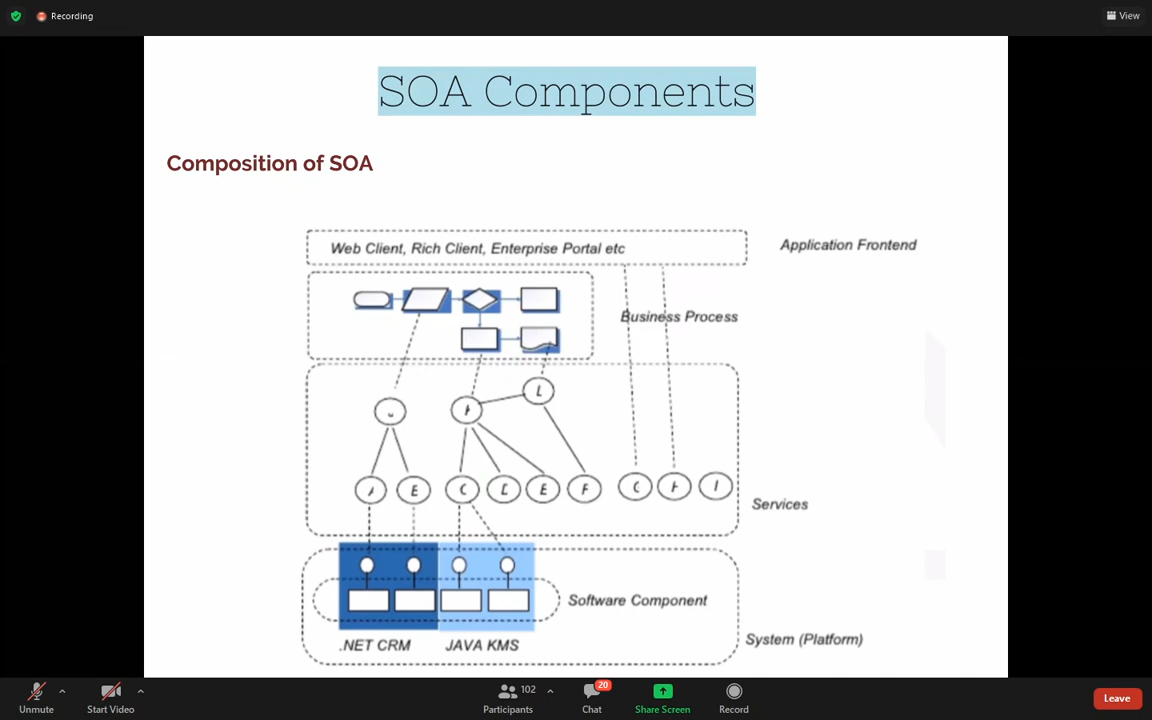 Recording
View
SOA Components
Composition of SOA
Web Client, Rich Client, Enterprise Portal etc
Application Frontend
Business Process
L
E
C
E
F
C
Services
Software Component
.NET CRM
JAVA KMS
System (Platform)
Unmute
Start Video
102
Participants
20
Chat
Share Screen
Record
Leave